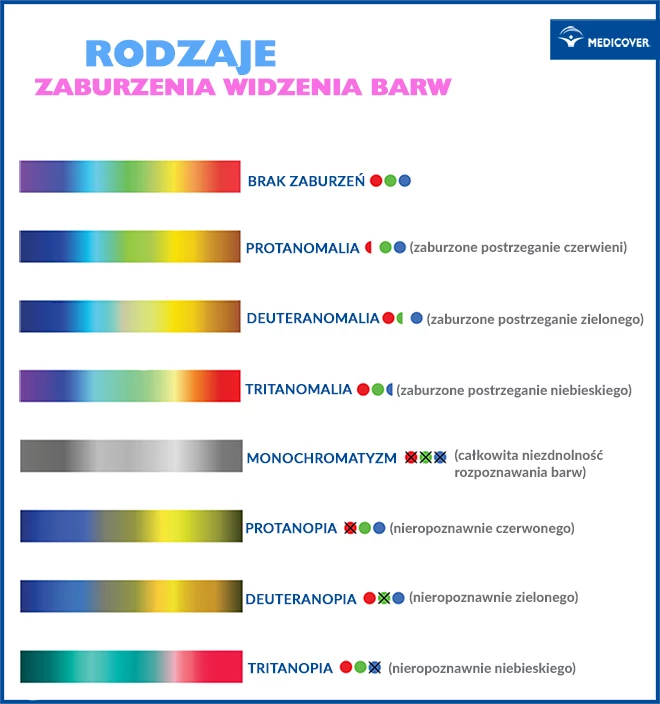 MEDICOVER
RODZAJE
ZABURZENIA WIDZENIA BARW
BRAK ZABURZEŃ
PROTANOMALIA (zaburzone postrzeganie czerwieni)
DEUTERANOMALIA (zaburzone postrzeganie zielonego)
TRITANOMALIA (zaburzone postrzeganie niebieskiego)
MONOCHROMATYZM (całkowita niezdnolność
rozpoznawania barw)
PROTANOPIA (nieropoznawnie czerwonego)
DEUTERANOPIA (nieropoznawnie zielonego)
TRITANOPIA (nieropoznawnie niebieskiego)